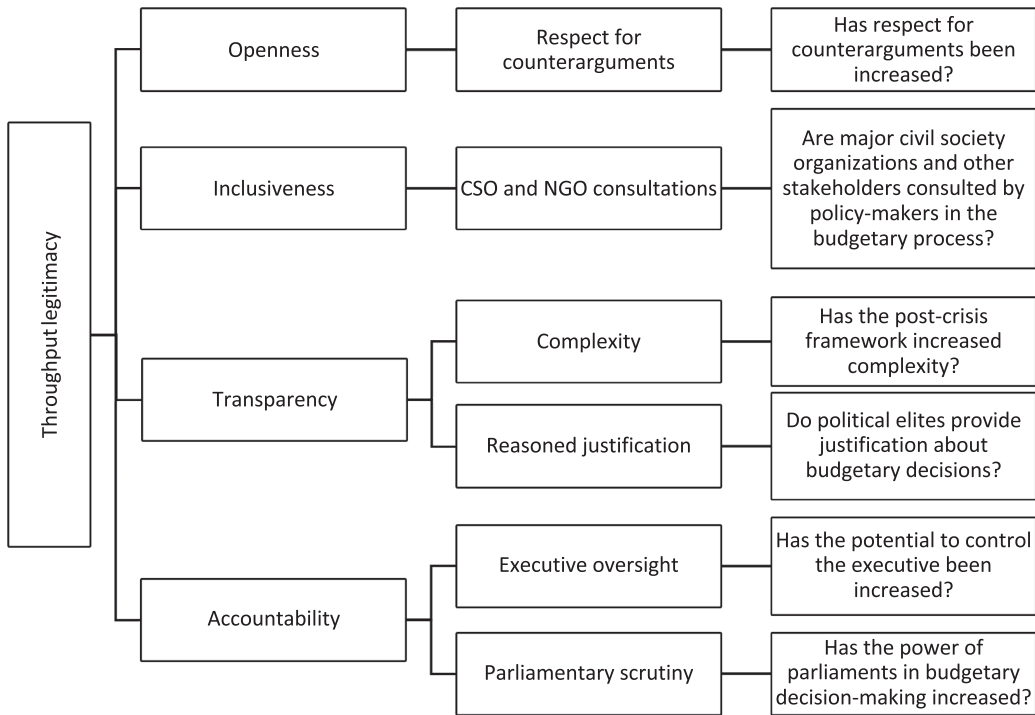 Throughput legitimacy
Openness
Respect for
counterarguments
Has respect for
counterarguments been
increased?
Inclusiveness
CSO and NGO consultations
Are major civil society
organizations and other
stakeholders consulted by
policy-makers in the
budgetary process?
Transparency
Complexity
Has the post-crisis
framework increased
complexity?
Reasoned justification
Do political elites provide
justification about
budgetary decisions?
Accountability
Executive oversight
Has the potential to control
the executive been
increased?
Parliamentary scrutiny
Has the power of
parliaments in budgetary
decision-making increased?